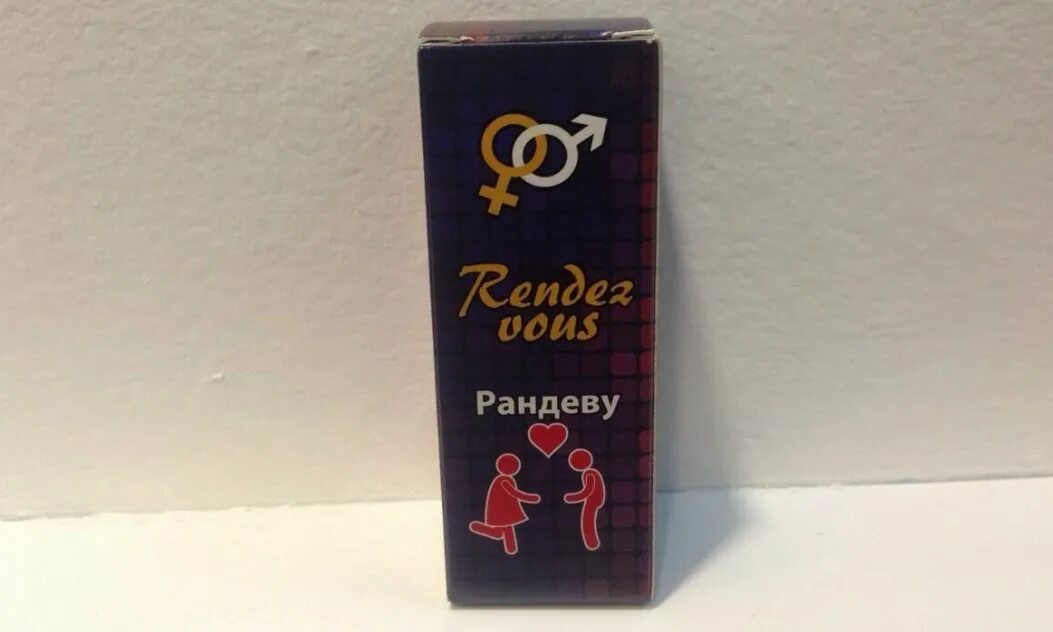 Rendez
vous
Рандеву